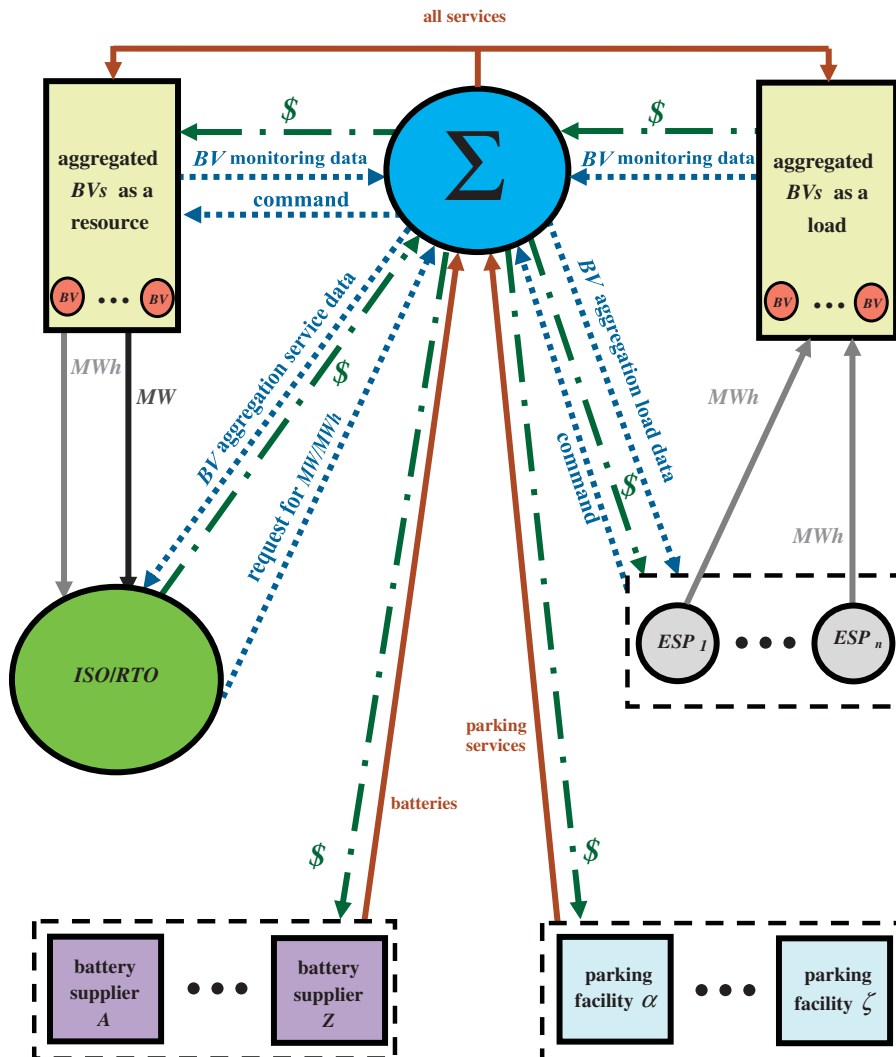 all services
$
$
aggregated
BVs as a
resource
BV monitoring data
command
Σ
BV monitoring data
aggregated
BVs as a
load
BV
...
BV
BV
...
BV
MWh
MW
BV aggregation service data
$
request for MW/MWh
BV aggregation load data
command
$
MWh
MWh
ISO/RTO
ESP 1
•••
ESP n
parking
services
batteries
$
$
battery
supplier
A
•••
battery
supplier
Z
parking
facility α
•••
parking
facility ζ